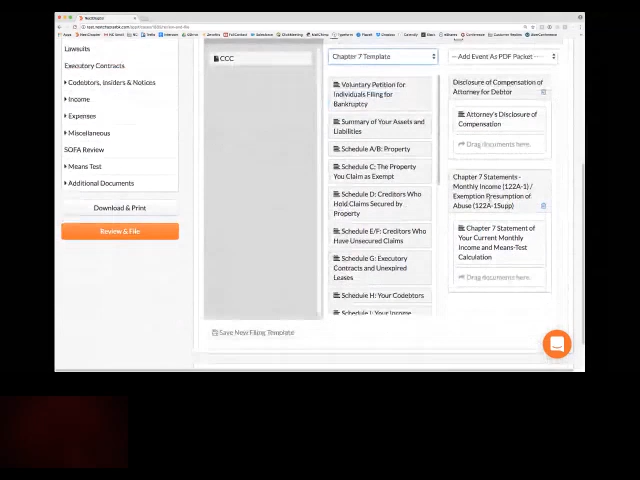 NextChapter
Lawsuits
Executory Contracts
Codebtors, Insiders & Notices
Income
Expenses
Miscellaneous
SOFA Review
Means Test
Additional Documents
Download & Print
Review & File
CCC
Save New Filing Template
Chapter 7 Template
Voluntary Petition for
Individuals Filing for
Bankruptcy
Summary of Your Assets and
Liabilities
Schedule A/B: Property
Schedule C: The Property
You Claim as Exempt
Schedule D: Creditors Who
Hold Claims Secured by
Property
Schedule E/F: Creditors Who
Have Unsecured Claims
Schedule G: Executory
Contracts and Unexpired
Leases
Schedule H: Your Codebtors
Schedule I: Your Income
-- Add Event As PDF Packet --
Disclosure of Compensation of
Attorney for Debtor
Attorney's Disclosure of
Compensation
Drag documents here.
Chapter 7 Statements -
Monthly Income (122A-1) /
Exemption Presumption of
Abuse (122A-1Supp)
Chapter 7 Statement of
Your Current Monthly
Income and Means-Test
Calculation
Drag documents here.